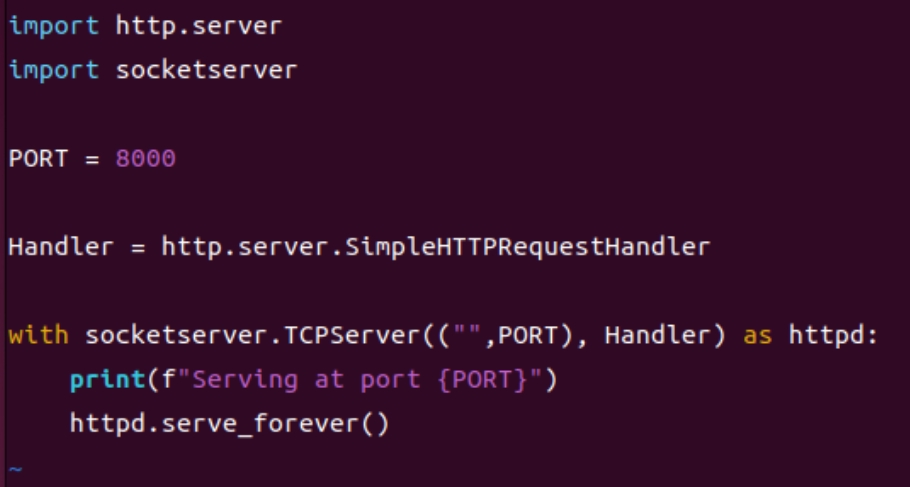 import http.server
import socketserver
PORT = 8000
Handler = http.server.SimpleHTTPRequestHandler
with socketserver.TCPServer(("",PORT), Handler) as httpd:
    print(f"Serving at port {PORT}")
    httpd.serve_forever()
~